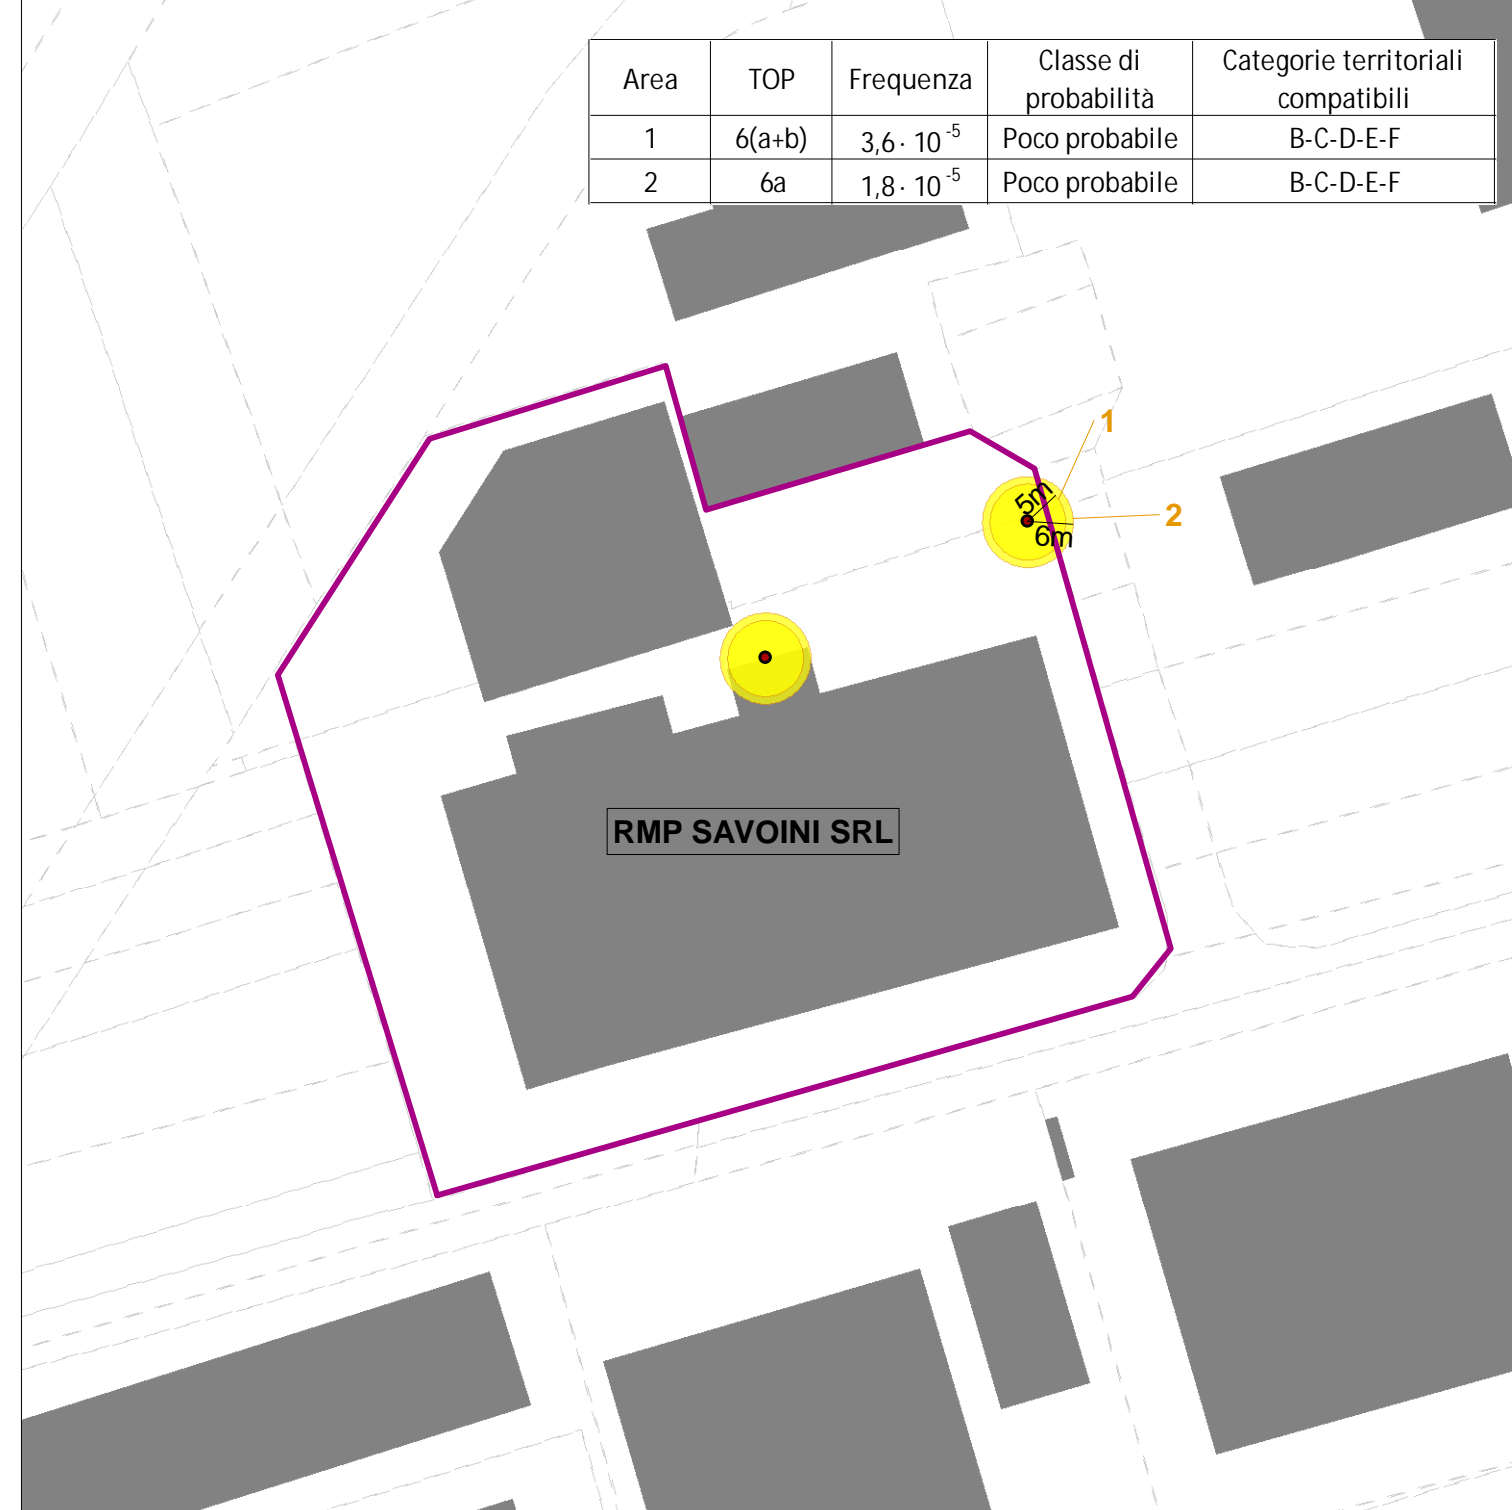 Area TOP Frequenza Classe di probabilità Categorie territoriali compatibili
1 6(a+b) 3,6 · 10⁻⁵ Poco probabile B-C-D-E-F
2 6a 1,8 · 10⁻⁵ Poco probabile B-C-D-E-F
1
5m
2
6m
RMP SAVOINI SRL